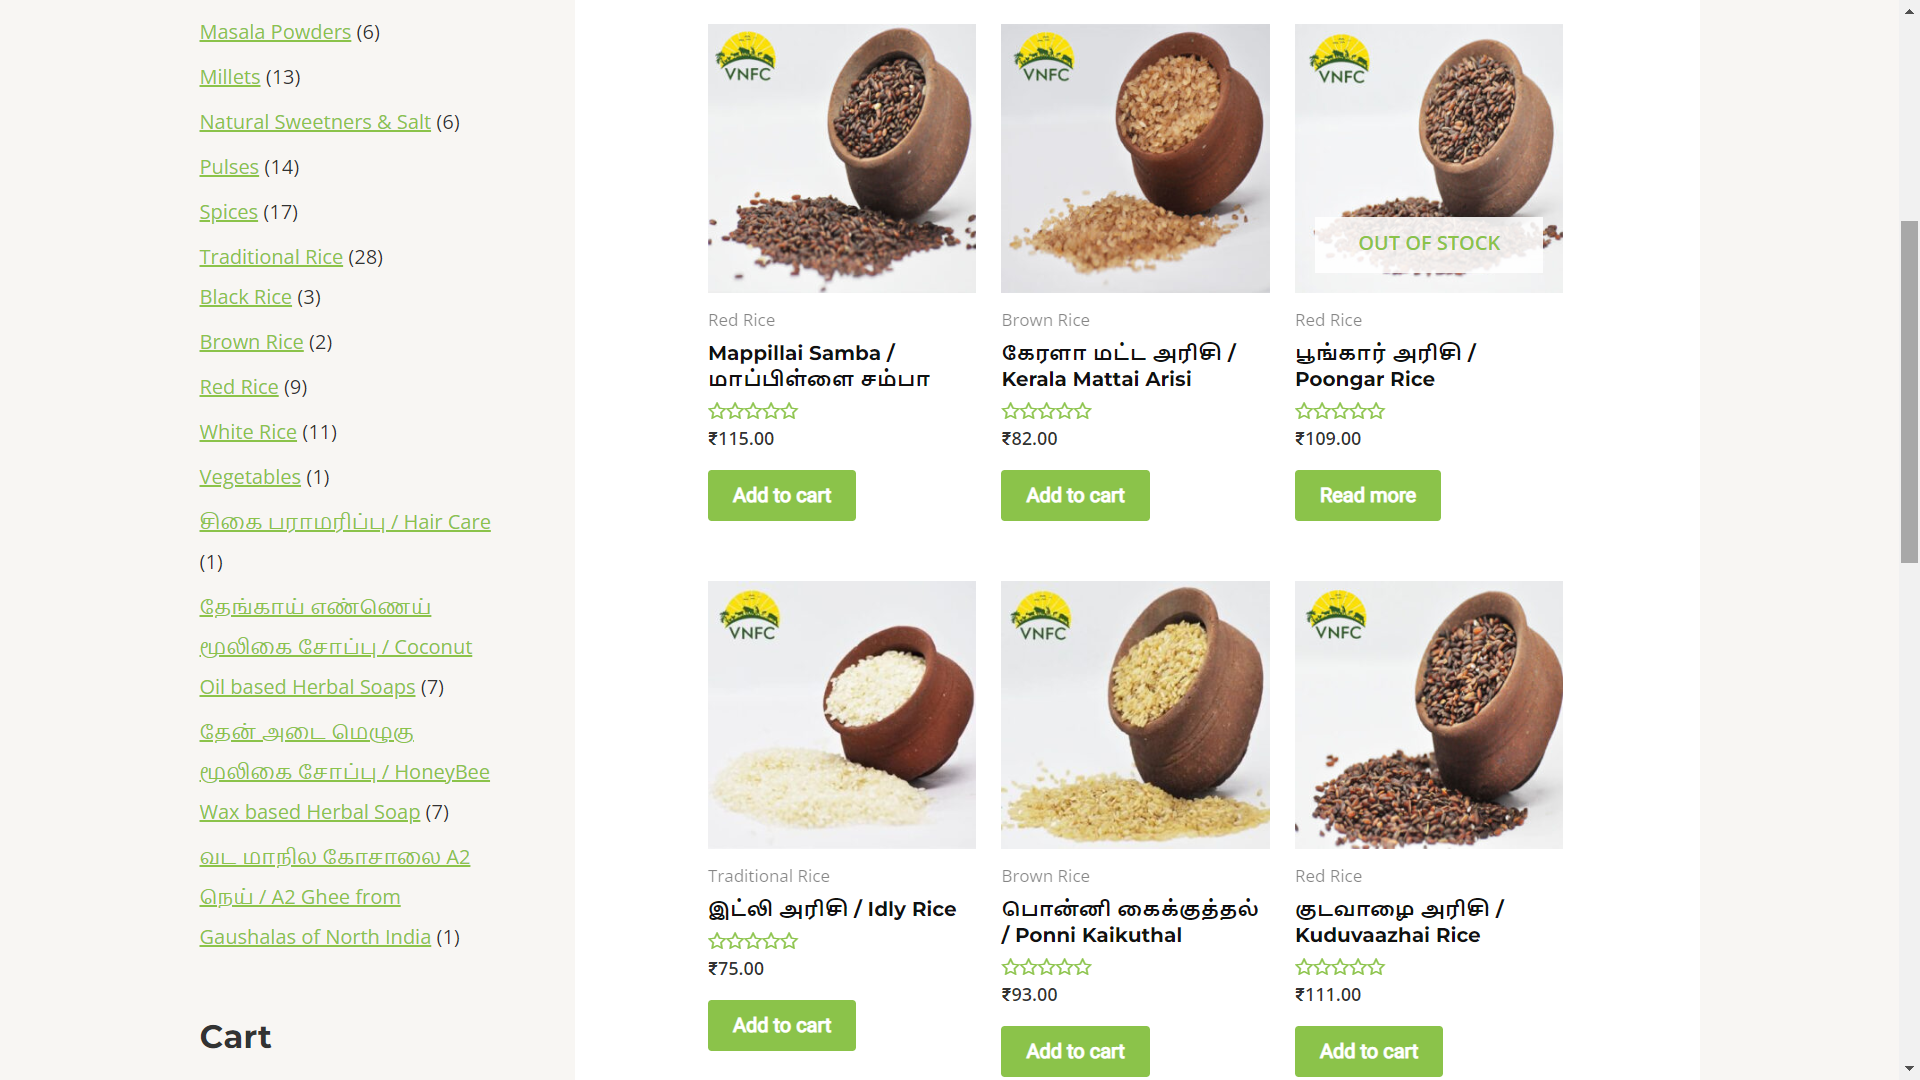 Masala Powders (6)
Millets (13)
Natural Sweetners & Salt (6)
Pulses (14)
Spices (17)
Traditional Rice (28)
Black Rice (3)
Brown Rice (2)
Red Rice (9)
White Rice (11)
Vegetables (1)
சிகை பராமரிப்பு / Hair Care
(1)
தேங்காய் எண்ணெய்
மூலிகை சோப்பு / Coconut
Oil based Herbal Soaps (7)
தேன் அடை மெழுகு
மூலிகை சோப்பு / HoneyBee
Wax based Herbal Soap (7)
வட மாநில கோசாலை A2
நெய் / A2 Ghee from
Gaushalas of North India (1)
Cart
VNFC
Red Rice
Mappillai Samba /
மாப்பிள்ளை சம்பா
₹115.00
Add to cart
VNFC
Brown Rice
கேரளா மட்ட அரிசி /
Kerala Mattai Arisi
₹82.00
Add to cart
VNFC
OUT OF STOCK
Red Rice
பூங்கார் அரிசி /
Poongar Rice
₹109.00
Read more
VNFC
Traditional Rice
இட்லி அரிசி / Idly Rice
₹75.00
Add to cart
VNFC
Brown Rice
பொன்னி கைக்குத்தல்
/ Ponni Kaikuthal
₹93.00
Add to cart
VNFC
Red Rice
குடவாழை அரிசி /
Kuduvaazhai Rice
₹111.00
Add to cart